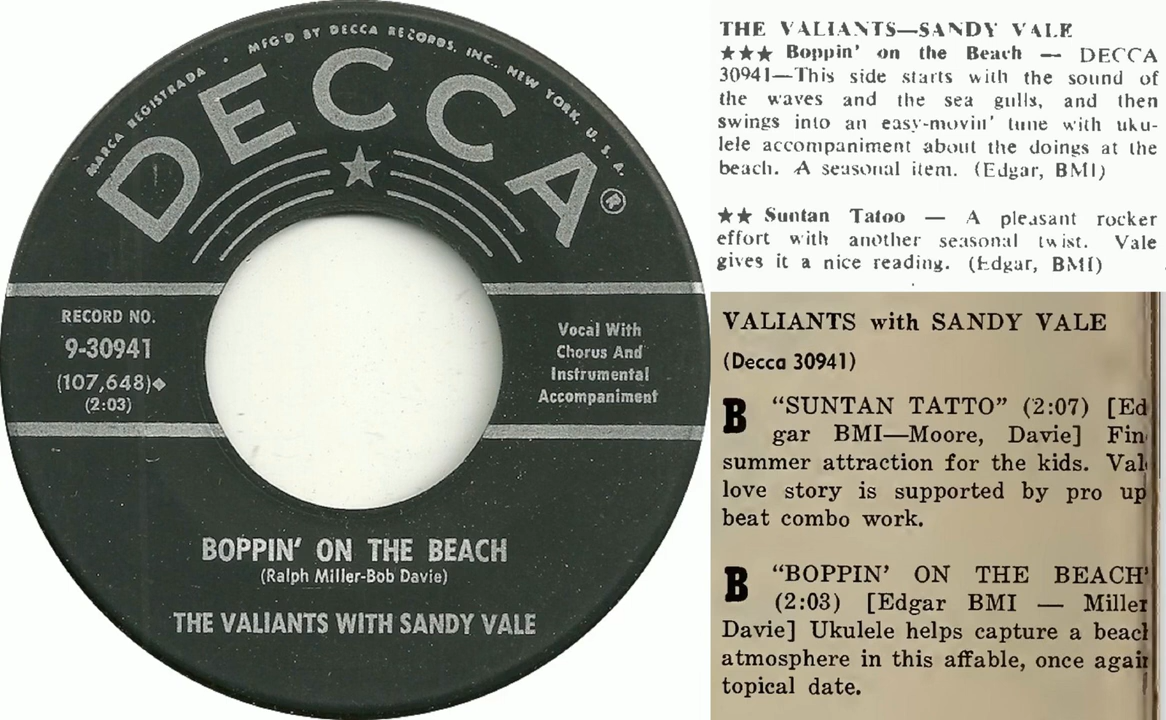 MARCA REGISTRADA • MFG'D BY DECCA RECORDS, INC., NEW YORK, U. S. A.
DECCA®
RECORD NO.
9-30941
(107,648)◆
(2:03)
Vocal With
Chorus And
Instrumental
Accompaniment
BOPPIN' ON THE BEACH
(Ralph Miller-Bob Davie)
THE VALIANTS WITH SANDY VALE
THE VALIANTS—SANDY VALE
★★★ Boppin' on the Beach — DECCA
30941—This side starts with the sound of
the waves and the sea gulls, and then
swings into an easy-movin' tune with uku-
lele accompaniment about the doings at the
beach. A seasonal item. (Edgar, BMI)
★★ Suntan Tatoo — A pleasant rocker
effort with another seasonal twist. Vale
gives it a nice reading. (Edgar, BMI)
VALIANTS with SANDY VALE
(Decca 30941)
B "SUNTAN TATTO" (2:07) [Ed
gar BMI—Moore, Davie] Fin
summer attraction for the kids. Val
love story is supported by pro up
beat combo work.
B "BOPPIN' ON THE BEACH'
(2:03) [Edgar BMI — Miller
Davie] Ukulele helps capture a beach
atmosphere in this affable, once again
topical date.